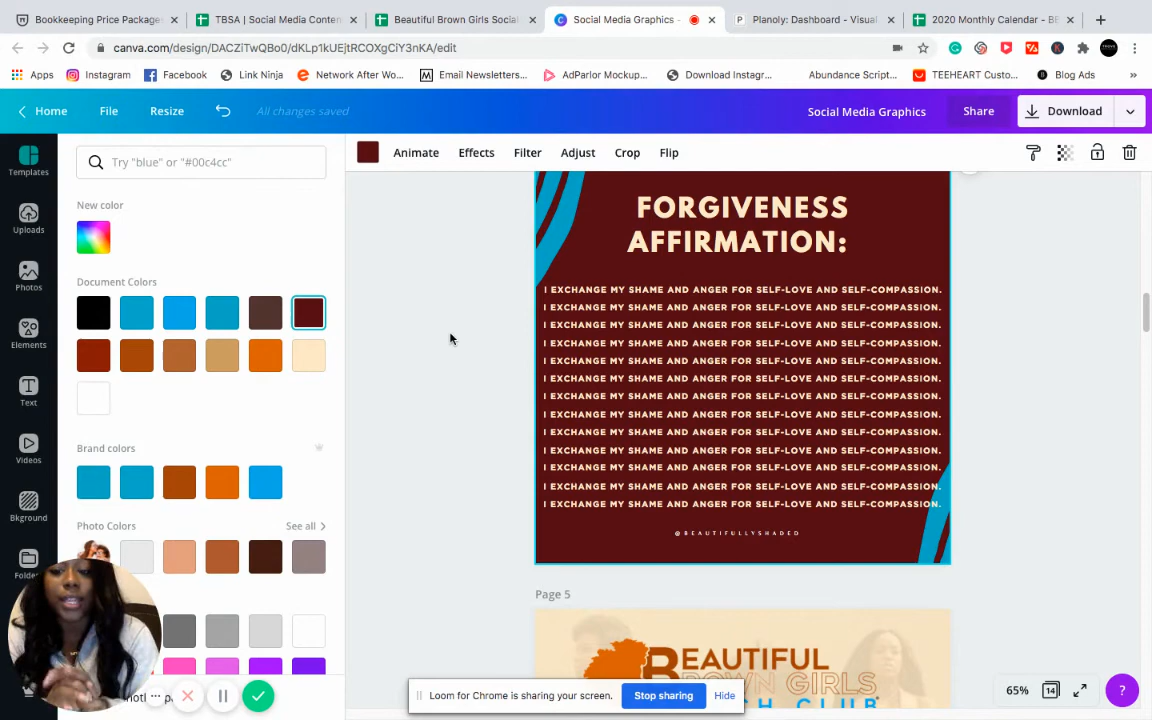 Bookkeeping Price Package
TBSA | Social Media Conten
Beautiful Brown Girls Social
Social Media Graphics -
Planoly: Dashboard - Visual
2020 Monthly Calendar - BE
canva.com/design/DACZiTwQBo0/dKLp1kUEjtRCOXgCiY3nKA/edit
Apps
Instagram
Facebook
Link Ninja
Network After Wo...
Email Newsletters...
AdParlor Mockup...
Download Instagr...
Abundance Script...
TEEHEART Custo...
Blog Ads
Home
File
Resize
All changes saved
Social Media Graphics
Share
Download
Templates
Uploads
Photos
Elements
Text
Videos
Bkground
Folde
Try "blue" or "#00c4cc"
New color
Document Colors
Brand colors
Photo Colors
See all
Animate
Effects
Filter
Adjust
Crop
Flip
FORGIVENESS
AFFIRMATION:
I EXCHANGE MY SHAME AND ANGER FOR SELF-LOVE AND SELF-COMPASSION.
I EXCHANGE MY SHAME AND ANGER FOR SELF-LOVE AND SELF-COMPASSION.
I EXCHANGE MY SHAME AND ANGER FOR SELF-LOVE AND SELF-COMPASSION.
I EXCHANGE MY SHAME AND ANGER FOR SELF-LOVE AND SELF-COMPASSION.
I EXCHANGE MY SHAME AND ANGER FOR SELF-LOVE AND SELF-COMPASSION.
I EXCHANGE MY SHAME AND ANGER FOR SELF-LOVE AND SELF-COMPASSION.
I EXCHANGE MY SHAME AND ANGER FOR SELF-LOVE AND SELF-COMPASSION.
I EXCHANGE MY SHAME AND ANGER FOR SELF-LOVE AND SELF-COMPASSION.
I EXCHANGE MY SHAME AND ANGER FOR SELF-LOVE AND SELF-COMPASSION.
I EXCHANGE MY SHAME AND ANGER FOR SELF-LOVE AND SELF-COMPASSION.
I EXCHANGE MY SHAME AND ANGER FOR SELF-LOVE AND SELF-COMPASSION.
I EXCHANGE MY SHAME AND ANGER FOR SELF-LOVE AND SELF-COMPASSION.
I EXCHANGE MY SHAME AND ANGER FOR SELF-LOVE AND SELF-COMPASSION.
@BEAUTIFULLYSHADED
Page 5
BEAUTIFUL
BROWN GIRLS
CLUB
Loom for Chrome is sharing your screen.
Stop sharing
Hide
65%
14
?